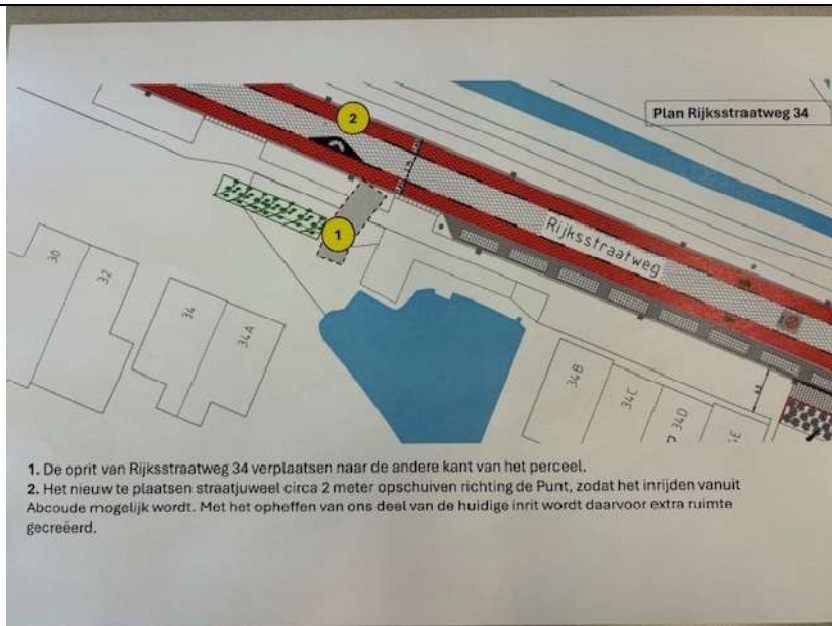 Plan Rijksstraatweg 34
2
1
Rijksstraatweg
30
32
34
34A
34B
34C
34D
1. De oprit van Rijksstraatweg 34 verplaatsen naar de andere kant van het perceel.
2. Het nieuw te plaatsen straatjuweel circa 2 meter opschuiven richting de Punt, zodat het inrijden vanuit
Abcoude mogelijk wordt. Met het opheffen van ons deel van de huidige inrit wordt daarvoor extra ruimte
gecreëerd.